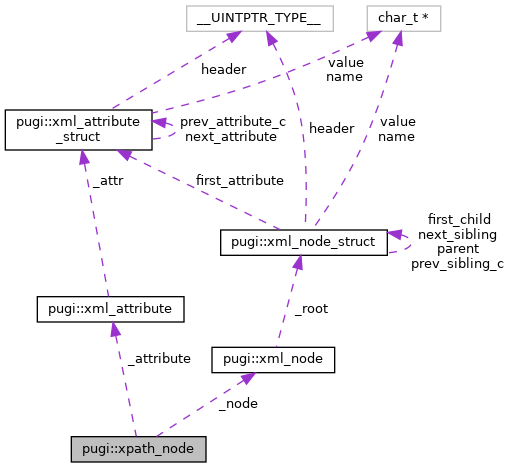 __UINTPTR_TYPE__
char_t *
header
value
name
pugi::xml_attribute
_struct
prev_attribute_c
next_attribute
header
value
name
_attr
first_attribute
pugi::xml_node_struct
first_child
next_sibling
parent
prev_sibling_c
pugi::xml_attribute
_root
_attribute
pugi::xml_node
_node
pugi::xpath_node